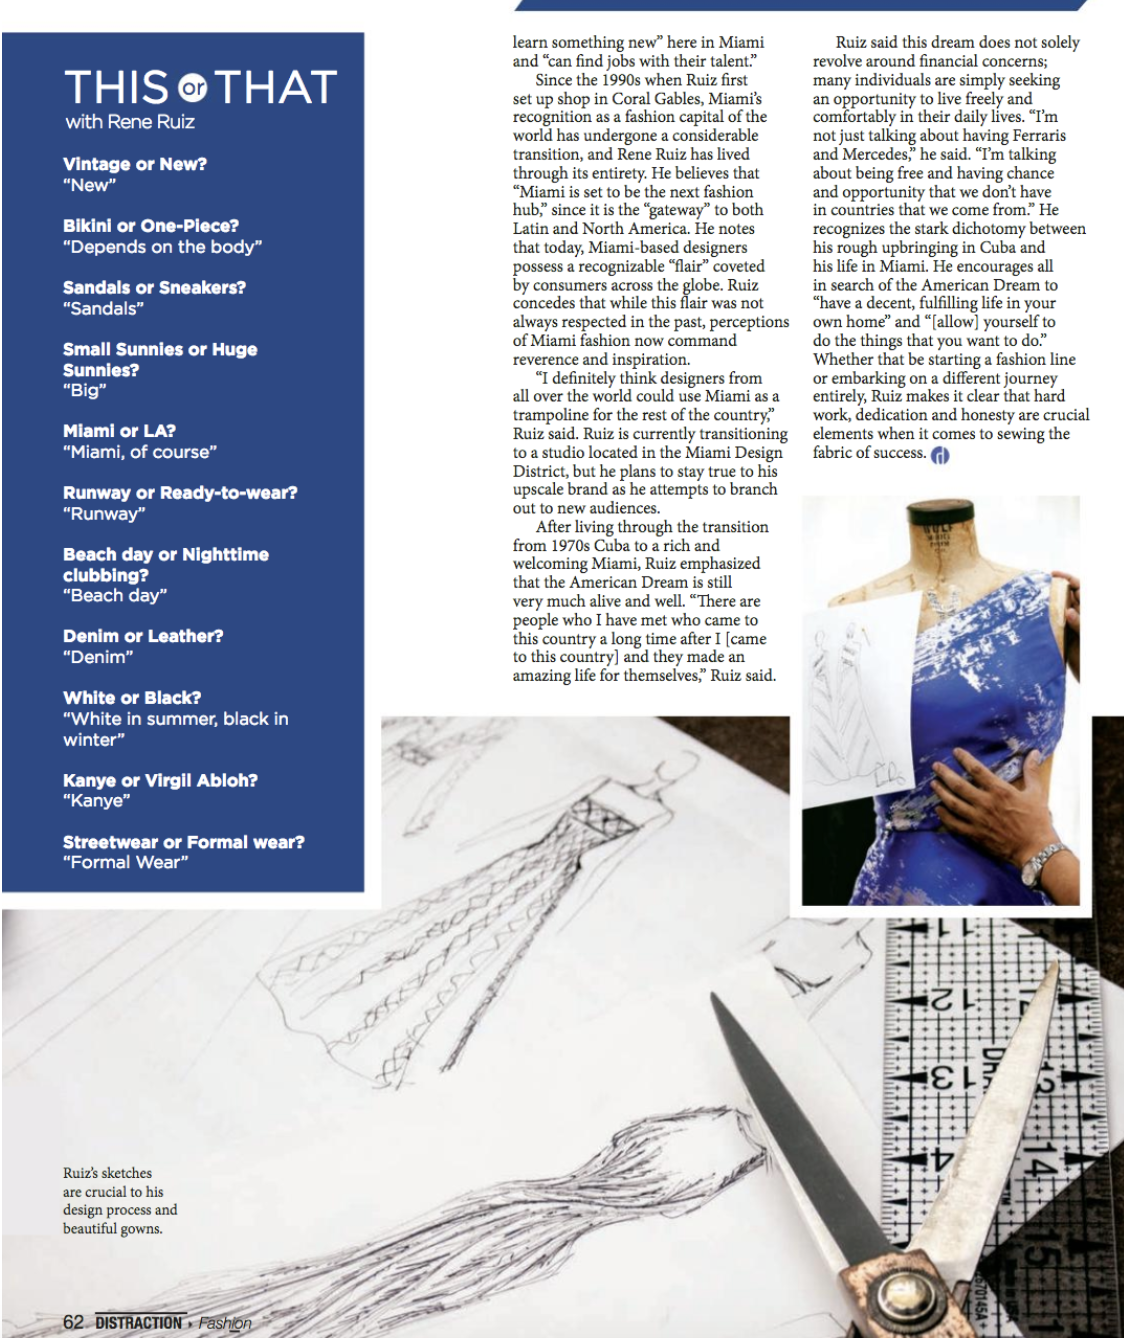 THIS or THAT
with Rene Ruiz
Vintage or New?
“New”
Bikini or One-Piece?
“Depends on the body”
Sandals or Sneakers?
“Sandals”
Small Sunnies or Huge
Sunnies?
“Big”
Miami or LA?
“Miami, of course”
Runway or Ready-to-wear?
“Runway”
Beach day or Nighttime
clubbing?
“Beach day”
Denim or Leather?
“Denim”
White or Black?
“White in summer, black in
winter”
Kanye or Virgil Abloh?
“Kanye”
Streetwear or Formal wear?
“Formal Wear”
learn something new” here in Miami
and “can find jobs with their talent.”
Since the 1990s when Ruiz first
set up shop in Coral Gables, Miami’s
recognition as a fashion capital of the
world has undergone a considerable
transition, and Rene Ruiz has lived
through its entirety. He believes that
“Miami is set to be the next fashion
hub,” since it is the “gateway” to both
Latin and North America. He notes
that today, Miami-based designers
possess a recognizable “flair” coveted
by consumers across the globe. Ruiz
concedes that while this flair was not
always respected in the past, perceptions
of Miami fashion now command
reverence and inspiration.
“I definitely think designers from
all over the world could use Miami as a
trampoline for the rest of the country,”
Ruiz said. Ruiz is currently transitioning
to a studio located in the Miami Design
District, but he plans to stay true to his
upscale brand as he attempts to branch
out to new audiences.
After living through the transition
from 1970s Cuba to a rich and
welcoming Miami, Ruiz emphasized
that the American Dream is still
very much alive and well. “There are
people who I have met who came to
this country a long time after I [came
to this country] and they made an
amazing life for themselves,” Ruiz said.
Ruiz said this dream does not solely
revolve around financial concerns;
many individuals are simply seeking
an opportunity to live freely and
comfortably in their daily lives. “I’m
not just talking about having Ferraris
and Mercedes,” he said. “I’m talking
about being free and having chance
and opportunity that we don’t have
in countries that we come from.” He
recognizes the stark dichotomy between
his rough upbringing in Cuba and
his life in Miami. He encourages all
in search of the American Dream to
“have a decent, fulfilling life in your
own home” and “[allow] yourself to
do the things that you want to do.”
Whether that be starting a fashion line
or embarking on a different journey
entirely, Ruiz makes it clear that hard
work, dedication and honesty are crucial
elements when it comes to sewing the
fabric of success.
WOLF
11
12
13
14
15
Ruiz’s sketches
are crucial to his
design process and
beautiful gowns.
62 DISTRACTION Fashion